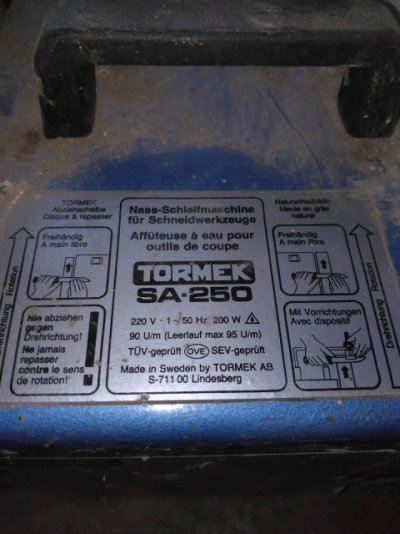 TORMEK
Abziehscheibe
Disque à repasser
Freihändig
A main libre
Nie abziehen
gegen
Drehrichtung!
Ne jamais
repasser
contre le sens
de rotation!
Rotation
Nass-Schleifmaschine
für Schneidwerkzeuge
Affûteuse à eau pour
outils de coupe
TORMEK
SA-250
220 V · 1 ~ 50 Hz 200 W
90 U/m (Leerlauf max 95 U/m)
TÜV-geprüft ÖVE SEV-geprüft
Made in Sweden by TORMEK AB
S-711 00 Lindesberg
Naturschleifstein
Meule en grès
naturel
Freihändig
A main libre
Mit Vorrichtungen
Avec dispositif
Drehrichtung Rotation